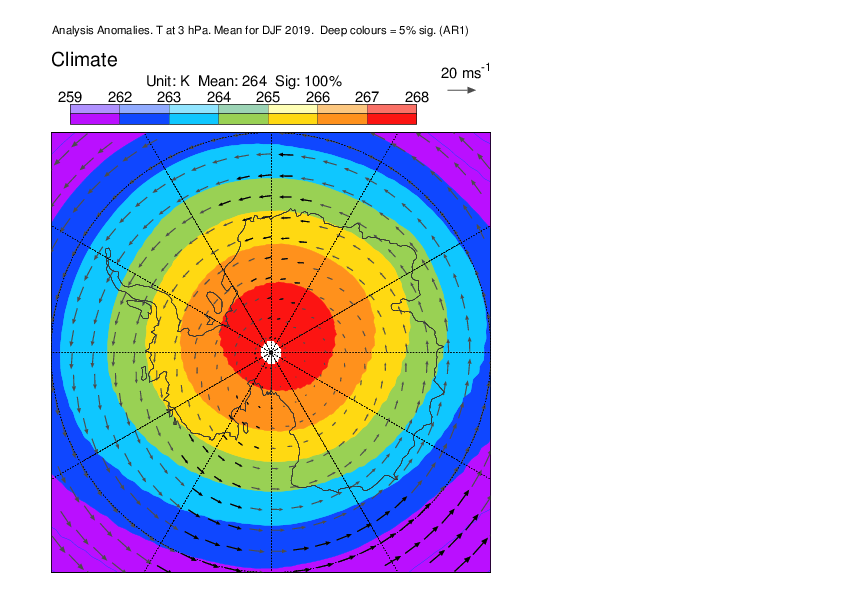 Analysis Anomalies. T at 3 hPa. Mean for DJF 2019. Deep colours = 5% sig. (AR1)
Climate
20 ms-1
Unit: K Mean: 264 Sig: 100%
259 262 263 264 265 266 267 268